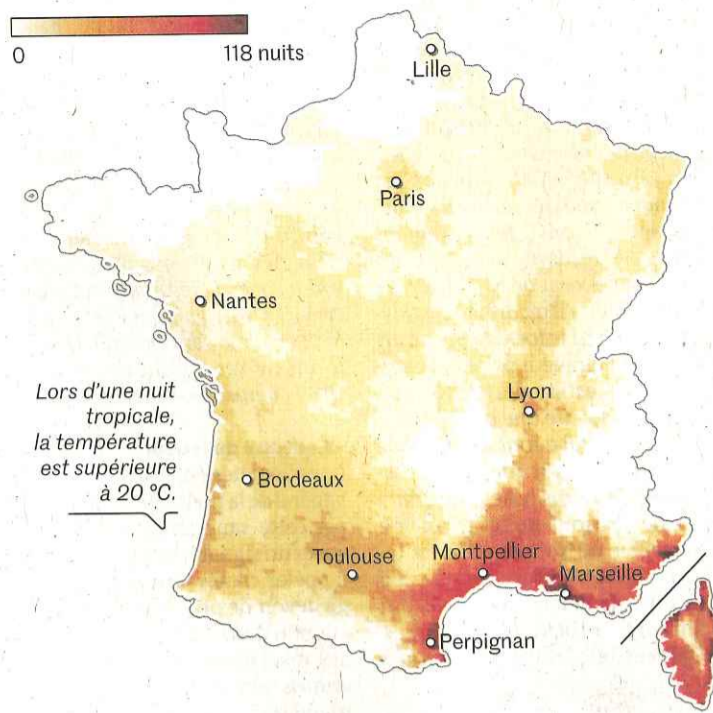 0 118 nuits
Lille
Paris
Nantes
Lors d'une nuit
tropicale,
la température
est supérieure
à 20 °C.
Lyon
Bordeaux
Toulouse
Montpellier
Marseille
Perpignan